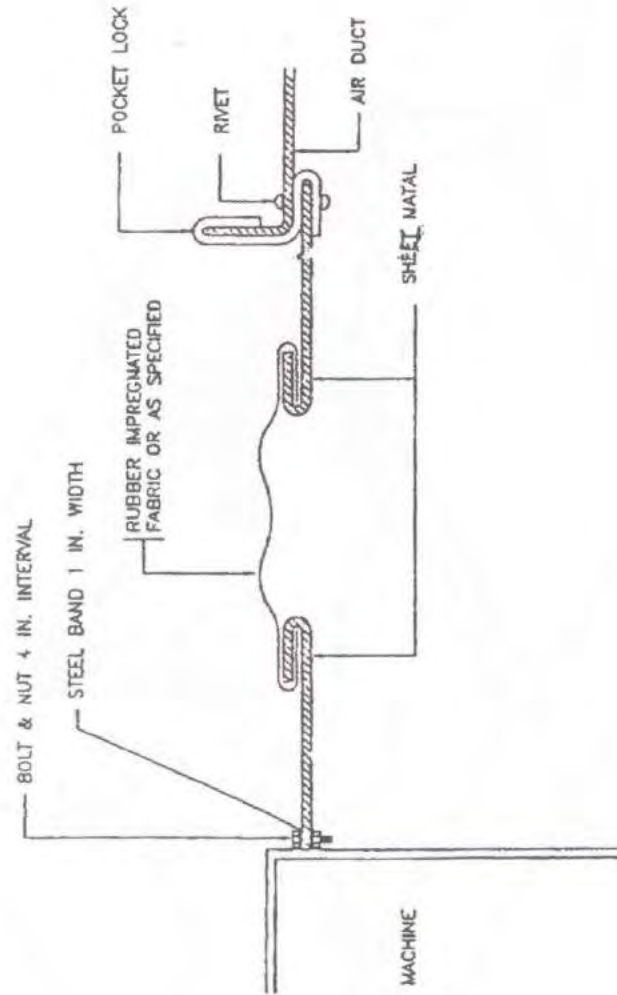 BOLT & NUT 4 IN. INTERVAL
STEEL BAND 1 IN. WIDTH
RUBBER IMPREGNATED
FABRIC OR AS SPECIFIED
POCKET LOCK
RIVET
AIR DUCT
SHEET NATAL
MACHINE